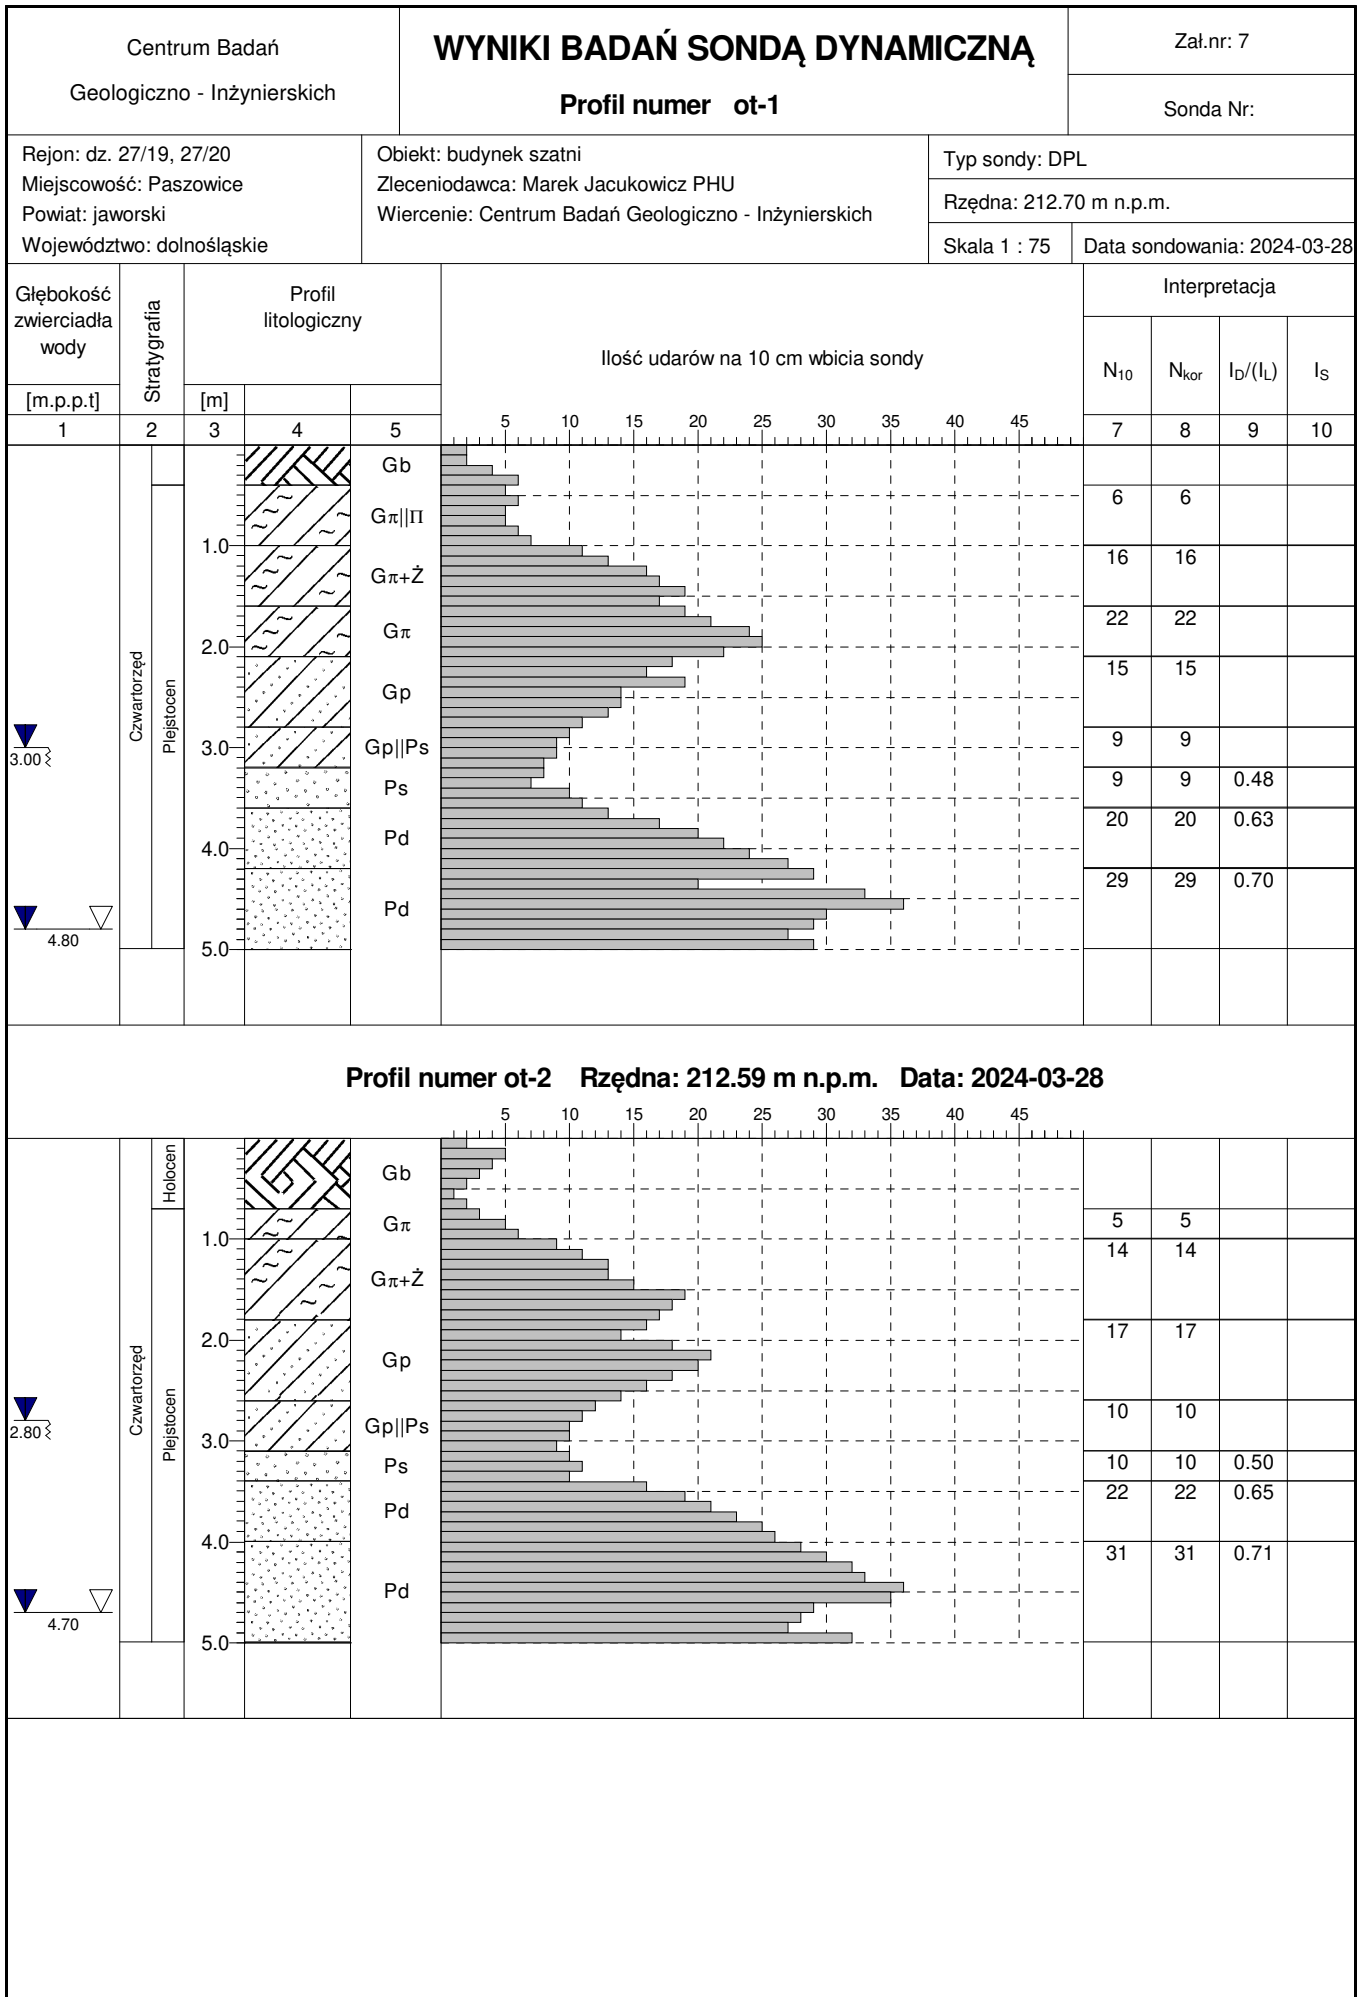 Centrum Badań
Geologiczno - Inżynierskich
WYNIKI BADAŃ SONDĄ DYNAMICZNĄ
Profil numer ot-1
Zał.nr: 7
Sonda Nr:
Rejon: dz. 27/19, 27/20
Miejscowość: Paszowice
Powiat: jaworski
Województwo: dolnośląskie
Obiekt: budynek szatni
Zleceniodawca: Marek Jacukowicz PHU
Wiercenie: Centrum Badań Geologiczno - Inżynierskich
Typ sondy: DPL
Rzędna: 212.70 m n.p.m.
Skala 1 : 75
Data sondowania: 2024-03-28
Głębokość
zwierciadła
wody
[m.p.p.t]
Stratygrafia
Profil
litologiczny
[m]
Ilość udarów na 10 cm wbicia sondy
Interpretacja
N10 Nkor ID/(IL) IS
5 10 15 20 25 30 35 40 45
1 2 3 4 5 7 8 9 10
Gb
Gπ||Π 6 6
1.0
Gπ+Ż 16 16
Gπ 22 22
2.0
Gp 15 15
Czwartorzęd
Plejstocen
3.00
3.0
Gp||Ps 9 9
Ps 9 9 0.48
Pd 20 20 0.63
4.0
Pd 29 29 0.70
4.80
5.0
Profil numer ot-2 Rzędna: 212.59 m n.p.m. Data: 2024-03-28
5 10 15 20 25 30 35 40 45
Holocen
Gb
Gπ 5 5
1.0
Gπ+Ż 14 14
2.0
Gp 17 17
Czwartorzęd
Plejstocen
2.80
Gp||Ps 10 10
3.0
Ps 10 10 0.50
Pd 22 22 0.65
4.0
Pd 31 31 0.71
4.70
5.0